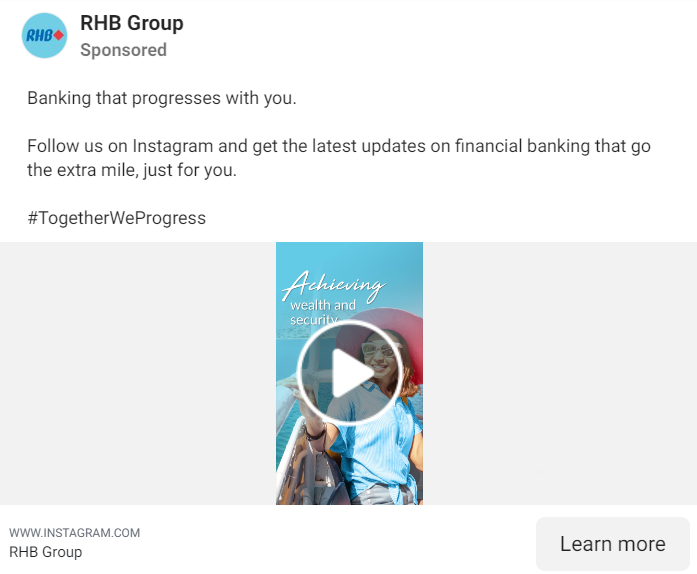 RHB
RHB Group
Sponsored
Banking that progresses with you.
Follow us on Instagram and get the latest updates on financial banking that go
the extra mile, just for you.
#TogetherWeProgress
Achieving
wealth and
security
WWW.INSTAGRAM.COM
RHB Group
Learn more